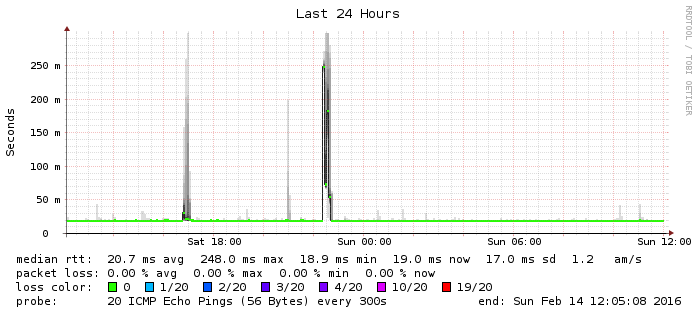 Last 24 Hours
RRDTOOL / TOBI OETIKER
Seconds
250 m
200 m
150 m
100 m
50 m
0
Sat 18:00 Sun 00:00 Sun 06:00 Sun 12:00
median rtt: 20.7 ms avg 248.0 ms max 18.9 ms min 19.0 ms now 17.0 ms sd 1.2 am/s
packet loss: 0.00 % avg 0.00 % max 0.00 % min 0.00 % now
loss color: 0 1/20 2/20 3/20 4/20 10/20 19/20
probe: 20 ICMP Echo Pings (56 Bytes) every 300s end: Sun Feb 14 12:05:08 2016